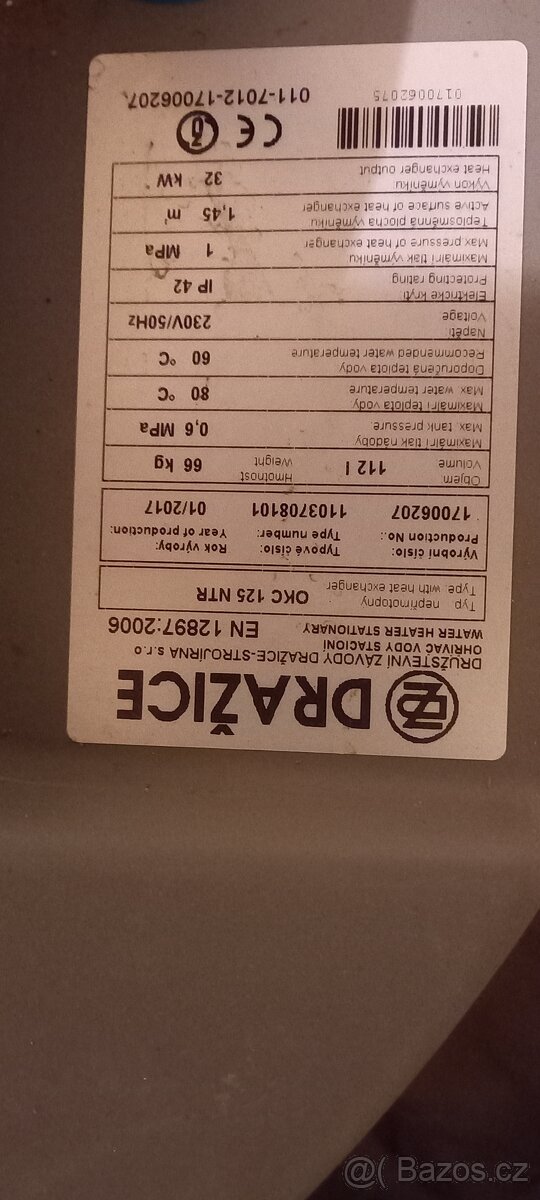 DRAŽICE
DRUŽSTEVNÍ ZÁVODY DRAŽICE-STROJÍRNA s.r.o
OHŘÍVAČ VODY STACIONÍ
WATER HEATER STATIONARY
EN 12897:2006
Typ nepřímotopny OKC 125 NTR
Type with heat exchanger
Výrobní číslo: Typové číslo: Rok výroby:
Production No.: Type number: Year of production:
17006207 1103708101 01/2017
Objem 112 l Hmotnost 66 kg
Volume Weight
Maximální tlak nádoby 0,6 MPa
Max. tank pressure
Maximální teplota vody 80 °C
Max water temperature
Doporučená teplota vody 60 °C
Recommended water temperature
Napětí 230V/50Hz
Voltage
Elektrické krytí IP 42
Protecting rating
Maximální tlak výměníku 1 MPa
Max pressure of heat exchanger
Teplosměnná plocha výměníku 1,45 m²
Active surface of heat exchanger
Výkon výměníku 32 kW
Heat exchanger output
CE
0170062075 011-7012-17006207
@( Bazos.cz